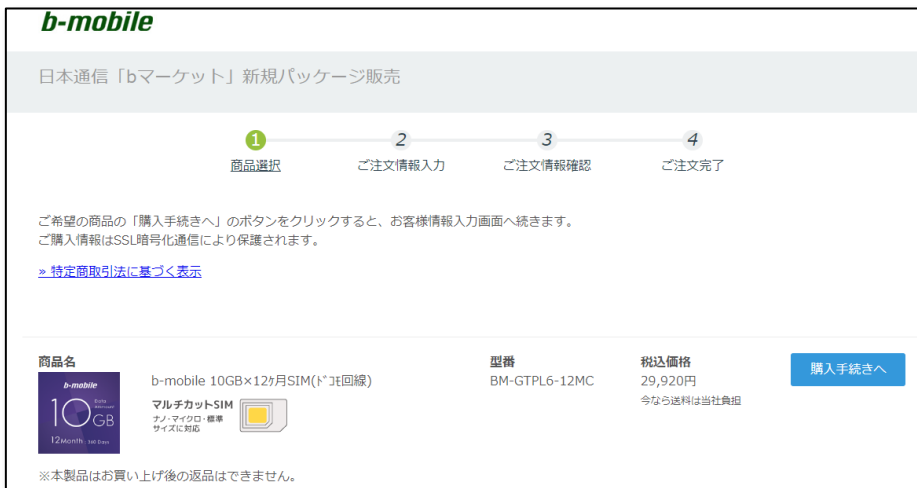 b-mobile
日本通信「bマーケット」新規パッケージ販売
1 2 3 4
商品選択 ご注文情報入力 ご注文情報確認 ご注文完了
ご希望の商品の「購入手続きへ」のボタンをクリックすると、お客様情報入力画面へ続きます。
ご購入情報はSSL暗号化通信により保護されます。
» 特定商取引法に基づく表示
商品名 型番 税込価格
購入手続きへ
b-mobile
10GB
Data
12Month
b-mobile 10GB×12ケ月SIM(ﾄﾞｺﾓ回線) BM-GTPL6-12MC 29,920円
今なら送料は当社負担
マルチカットSIM
ナノ・マイクロ・標準
サイズに対応
※本製品はお買い上げ後の返品はできません。